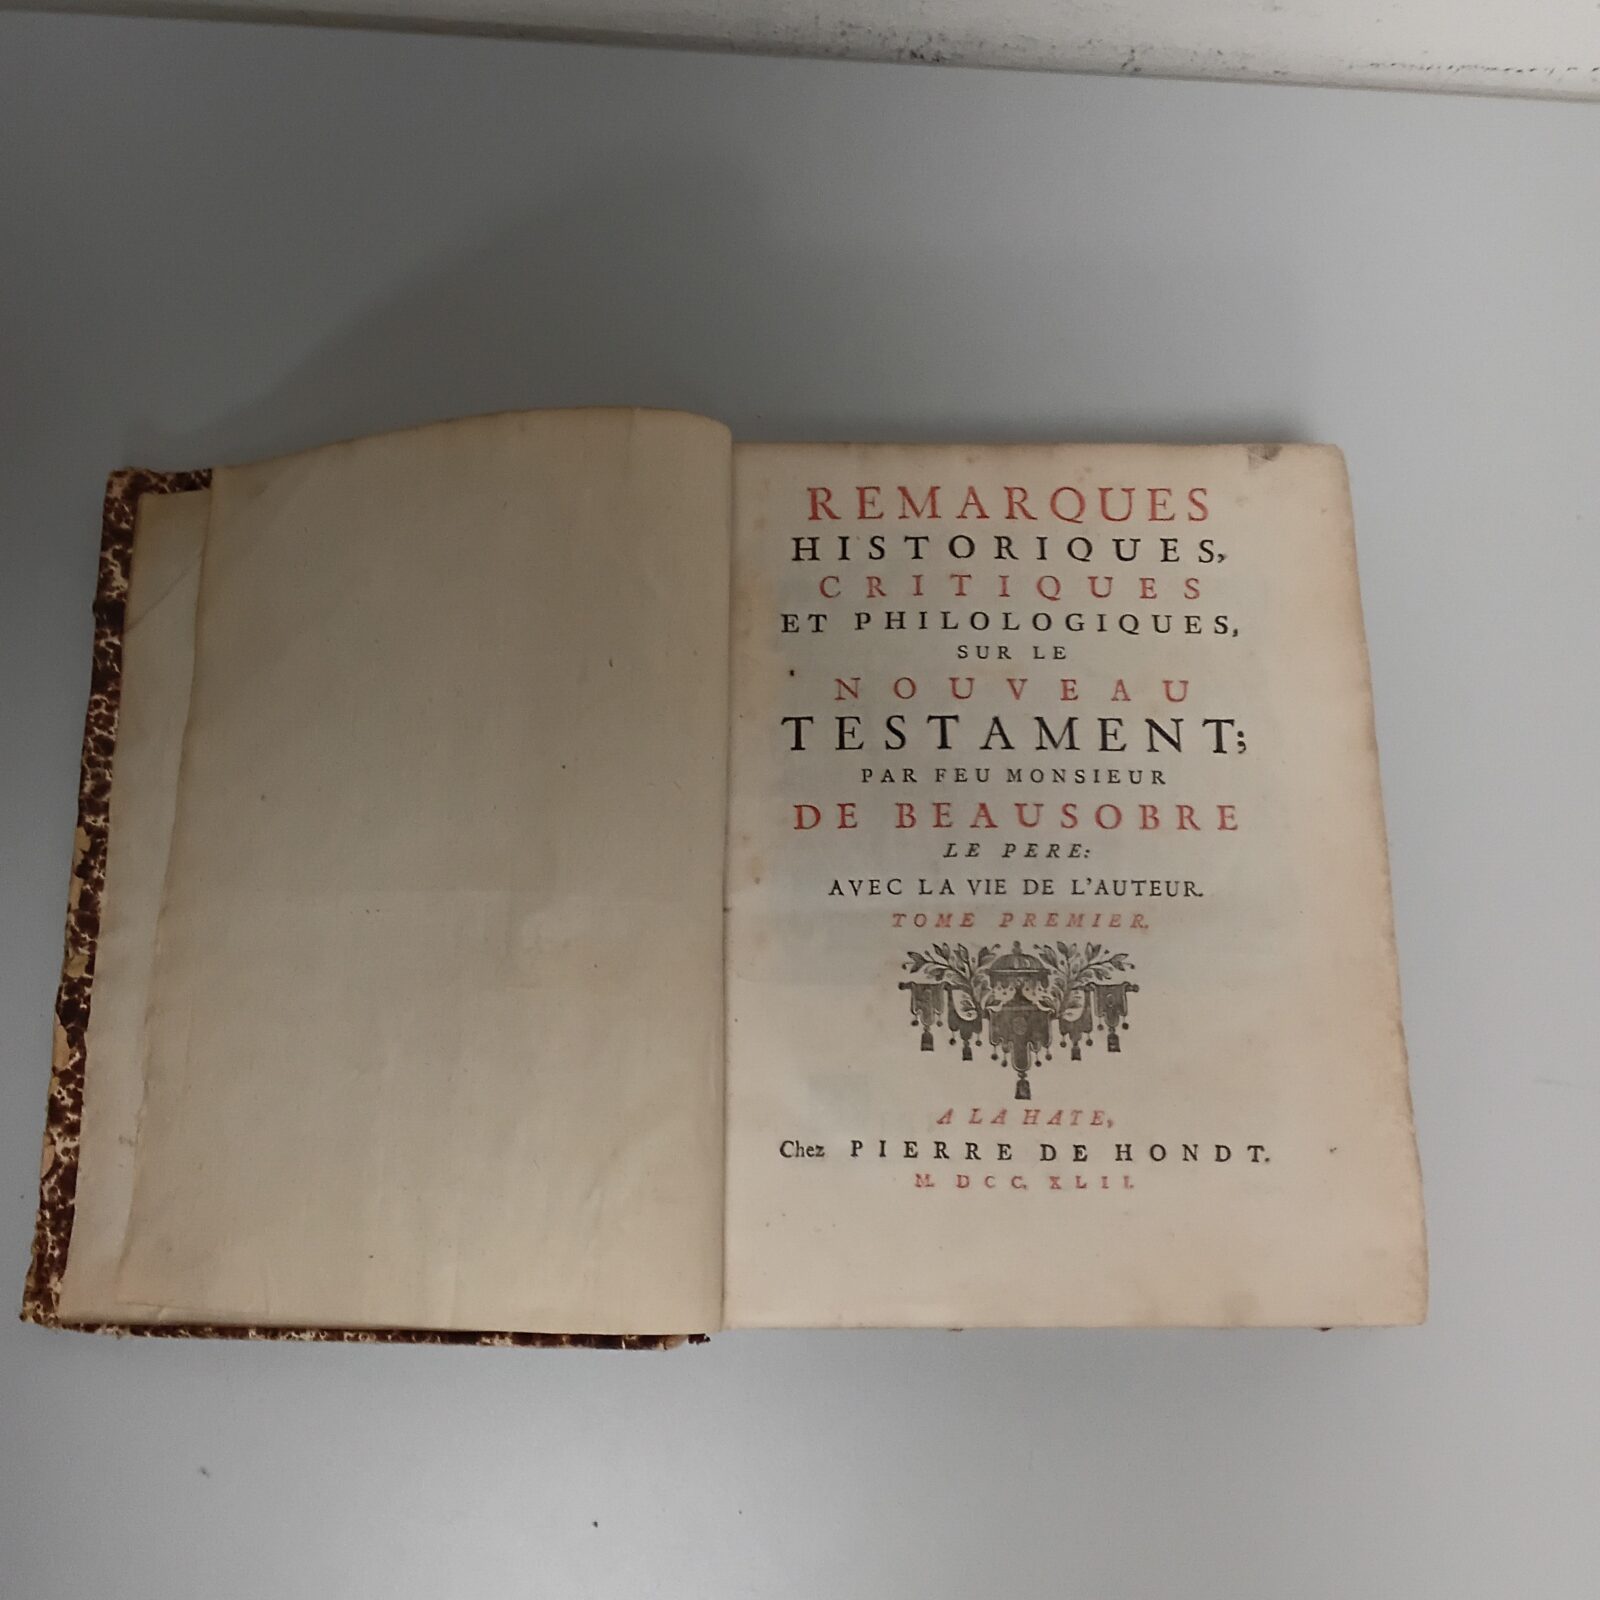 REMARQUES
HISTORIQUES,
CRITIQUES
ET PHILOLOGIQUES,
SUR LE
NOUVEAU
TESTAMENT;
PAR FEU MONSIEUR
DE BEAUSOBRE
LE PERE:
AVEC LA VIE DE L'AUTEUR.
TOME PREMIER.
A LA HAYE,
Chez PIERRE DE HONDT.
M. DCC. XLII.